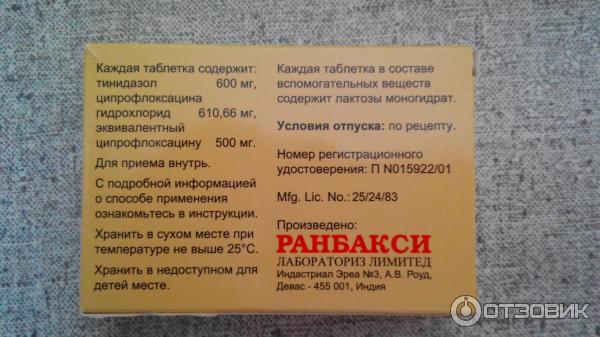 Каждая таблетка содержит:
тинидазол 600 мг,
ципрофлоксацина
гидрохлорид 610,66 мг,
эквивалентный
ципрофлоксацину 500 мг.
Для приема внутрь.
С подробной информацией
о способе применения
ознакомьтесь в инструкции.
Хранить в сухом месте при
температуре не выше 25°C.
Хранить в недоступном для
детей месте.
Каждая таблетка в составе
вспомогательных веществ
содержит лактозы моногидрат.
Условия отпуска: по рецепту.
Номер регистрационного
удостоверения: П N015922/01
Mfg. Lic. No.: 25/24/83
Произведено:
РАНБАКСИ
ЛАБОРАТОРИЗ ЛИМИТЕД
Индастриал Эреа №3, А.В. Роуд,
Девас - 455 001, Индия
ОТЗОВИК